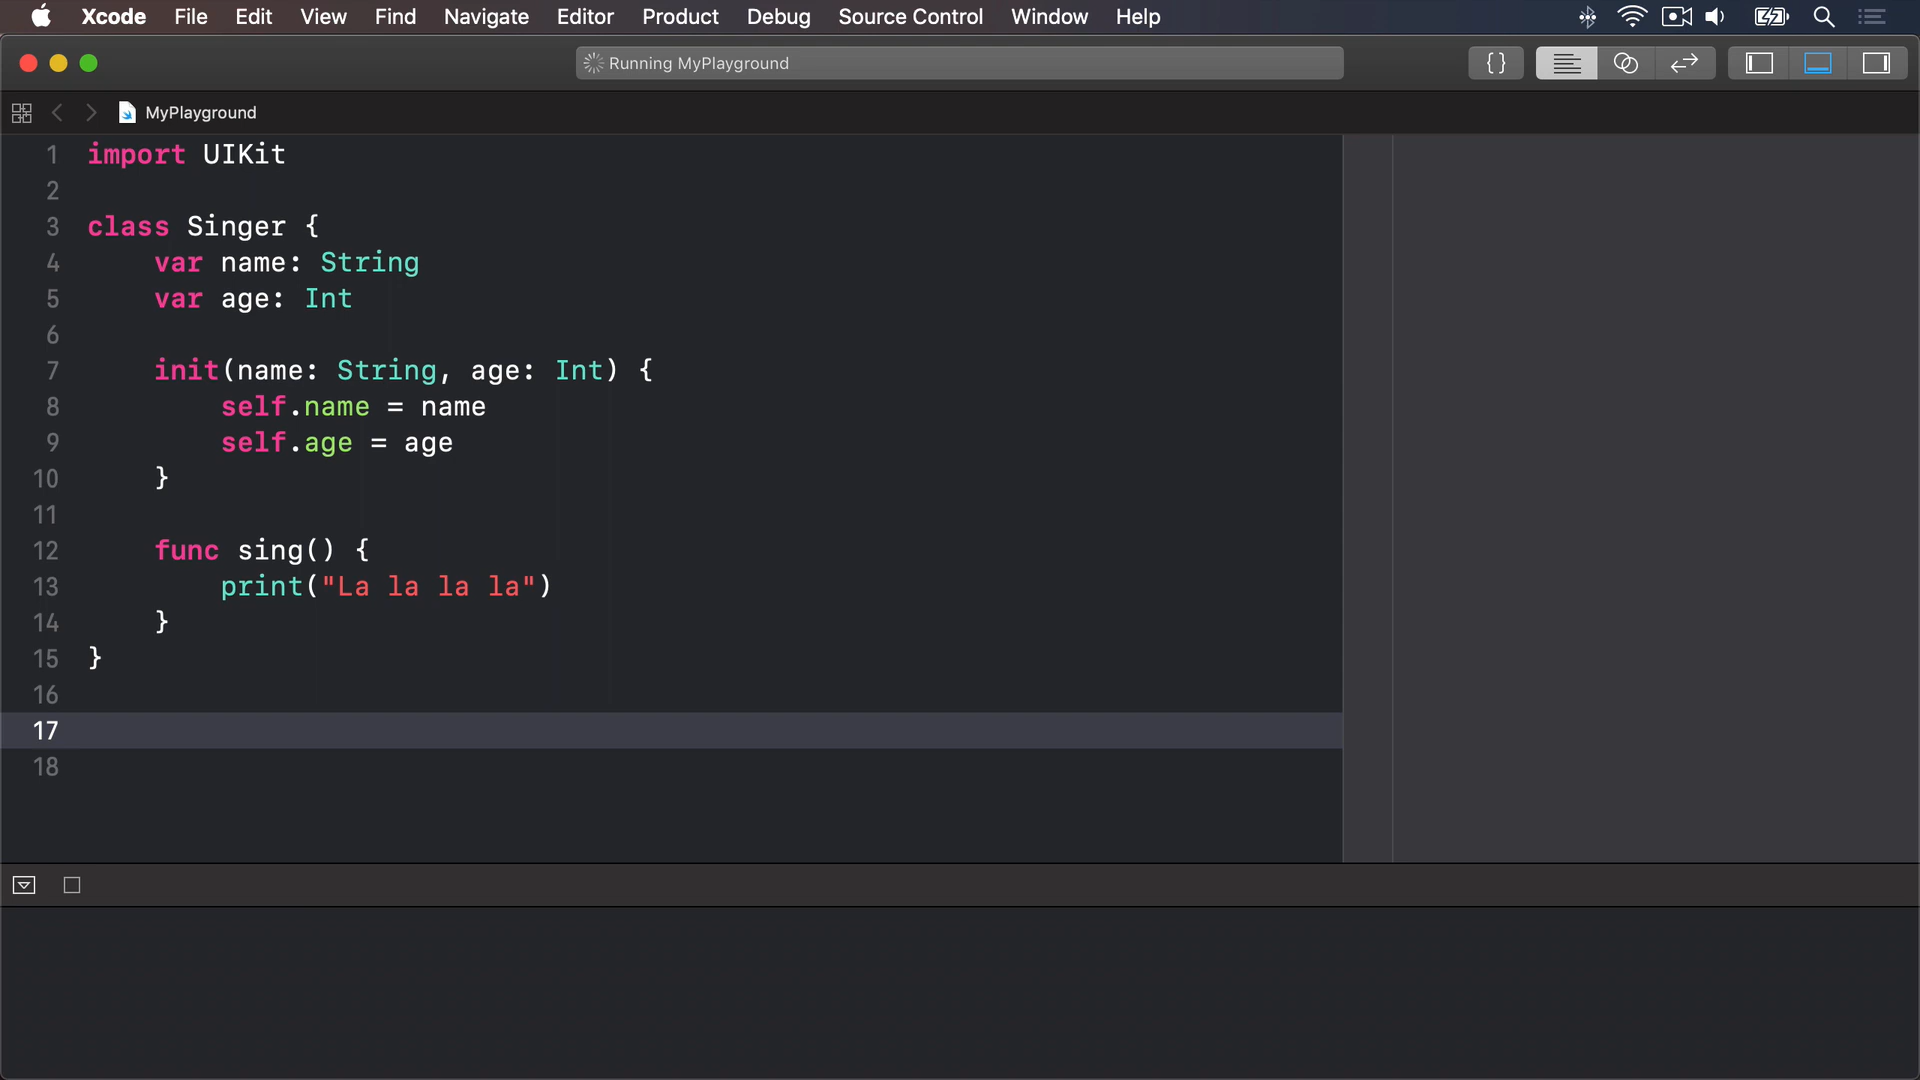 Xcode File Edit View Find Navigate Editor Product Debug Source Control Window Help
Running MyPlayground
{}
MyPlayground
1 import UIKit
2
3 class Singer {
4 var name: String
5 var age: Int
6
7 init(name: String, age: Int) {
8 self.name = name
9 self.age = age
10 }
11
12 func sing() {
13 print("La la la la")
14 }
15 }
16
17
18